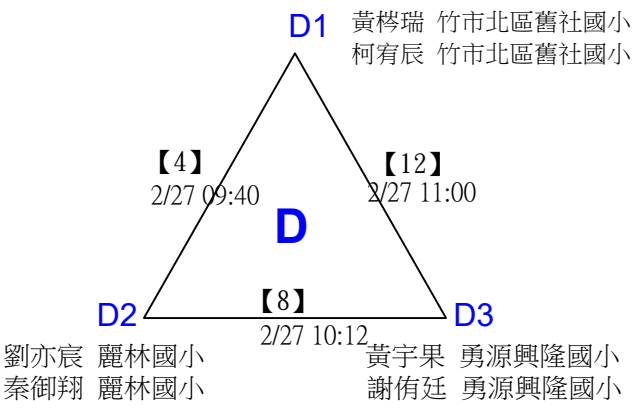 D1 黃梣瑞 竹市北區舊社國小
柯宥辰 竹市北區舊社國小
【4】
2/27 09:40
【12】
2/27 11:00
D
【8】
2/27 10:12
D2
劉亦宸 麗林國小
秦御翔 麗林國小
D3
黃宇果 勇源興隆國小
謝侑廷 勇源興隆國小